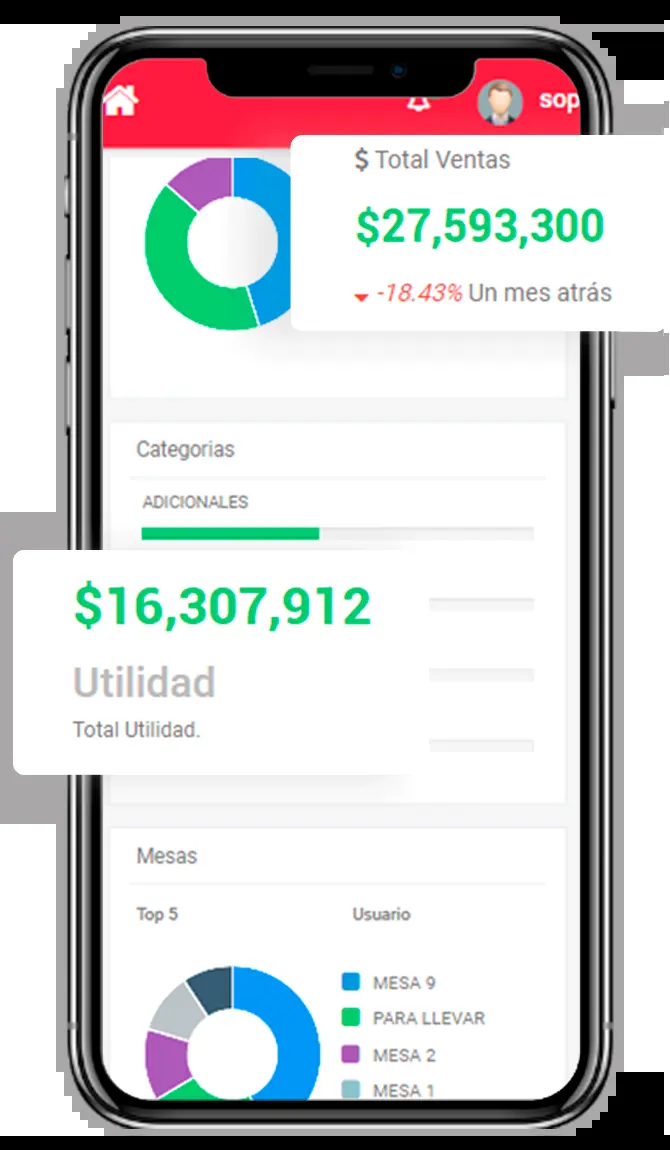 sop
$ Total Ventas
$27,593,300
-18.43% Un mes atrás
Categorias
ADICIONALES
$16,307,912
Utilidad
Total Utilidad.
Mesas
Top 5 Usuario
MESA 9
PARA LLEVAR
MESA 2
MESA 1